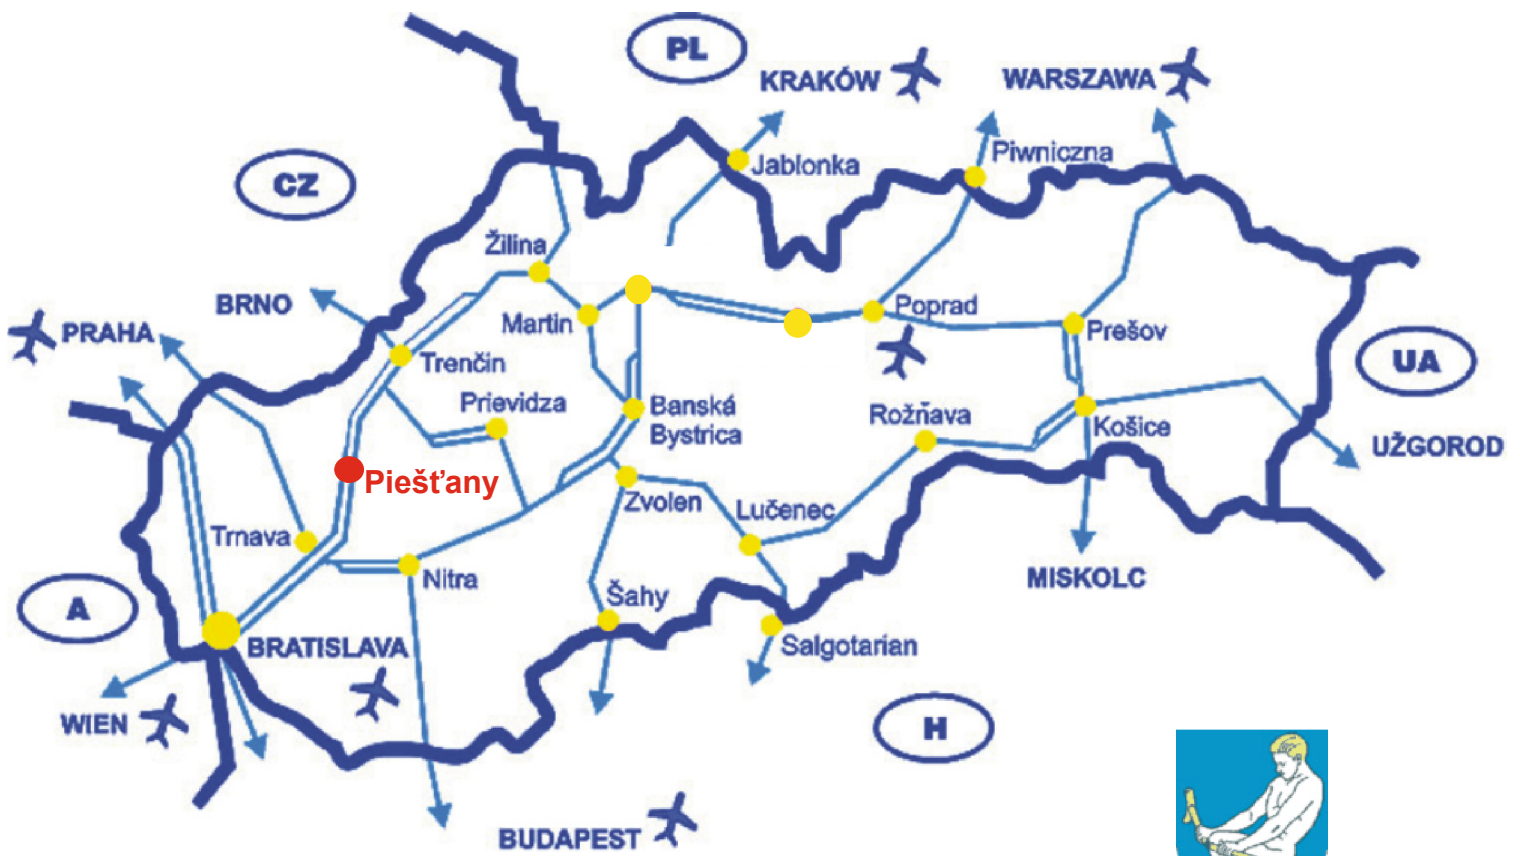 PL
KRAKÓW
WARSZAWA
Jablonka
Piwniczna
CZ
Žilina
BRNO
PRAHA
Martin
Poprad
Prešov
Trenčin
UA
Prievidza
Banská
Bystrica
Rožňava
Košice
UŽGOROD
Piešťany
Zvolen
Lučenec
Trnava
Nitra
MISKOLC
A
Šahy
BRATISLAVA
Salgotarian
WIEN
H
BUDAPEST